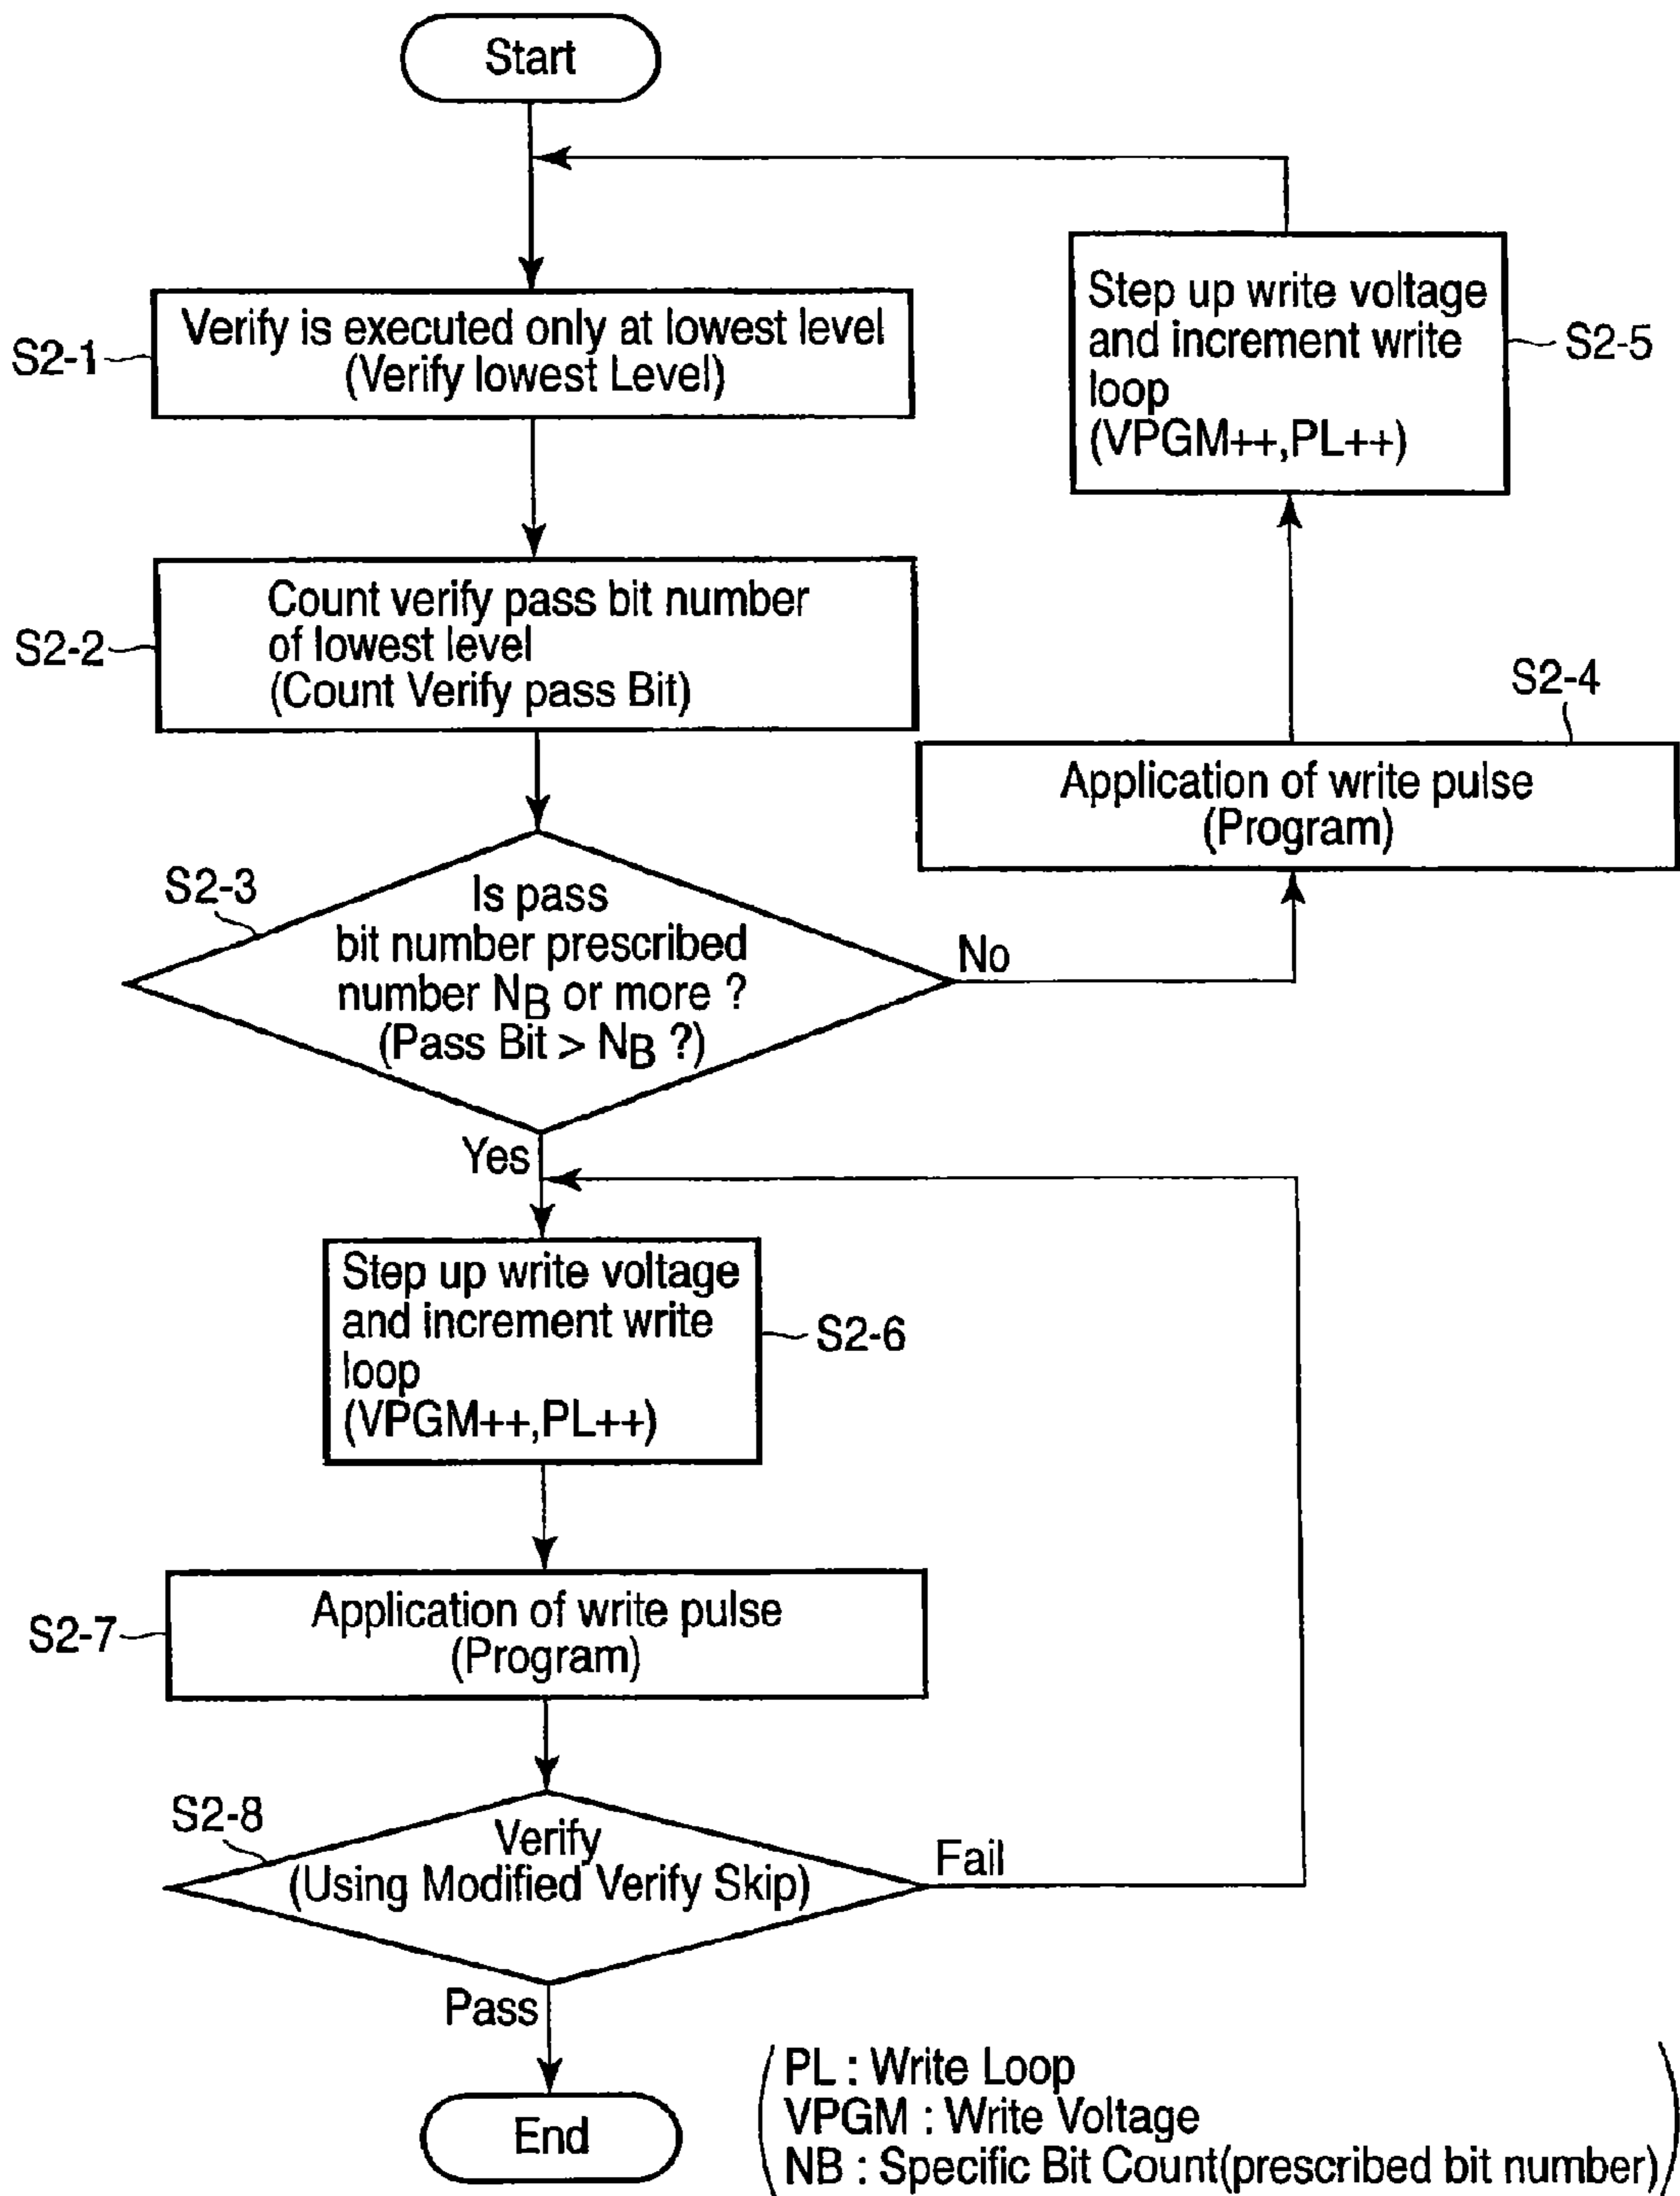 Start
Verify is executed only at lowest level
(Verify lowest Level)
S2-1
Step up write voltage
and increment write
loop
(VPGM++,PL++)
S2-5
Count verify pass bit number
of lowest level
(Count Verify pass Bit)
S2-2
S2-4
Application of write pulse
(Program)
S2-3
Is pass
bit number prescribed
number NB or more ?
(Pass Bit > NB ?)
No
Yes
Step up write voltage
and increment write
loop
(VPGM++,PL++)
S2-6
Application of write pulse
(Program)
S2-7
S2-8
Verify
(Using Modified Verify Skip)
Fail
Pass
End
PL : Write Loop
VPGM : Write Voltage
NB : Specific Bit Count(prescribed bit number)